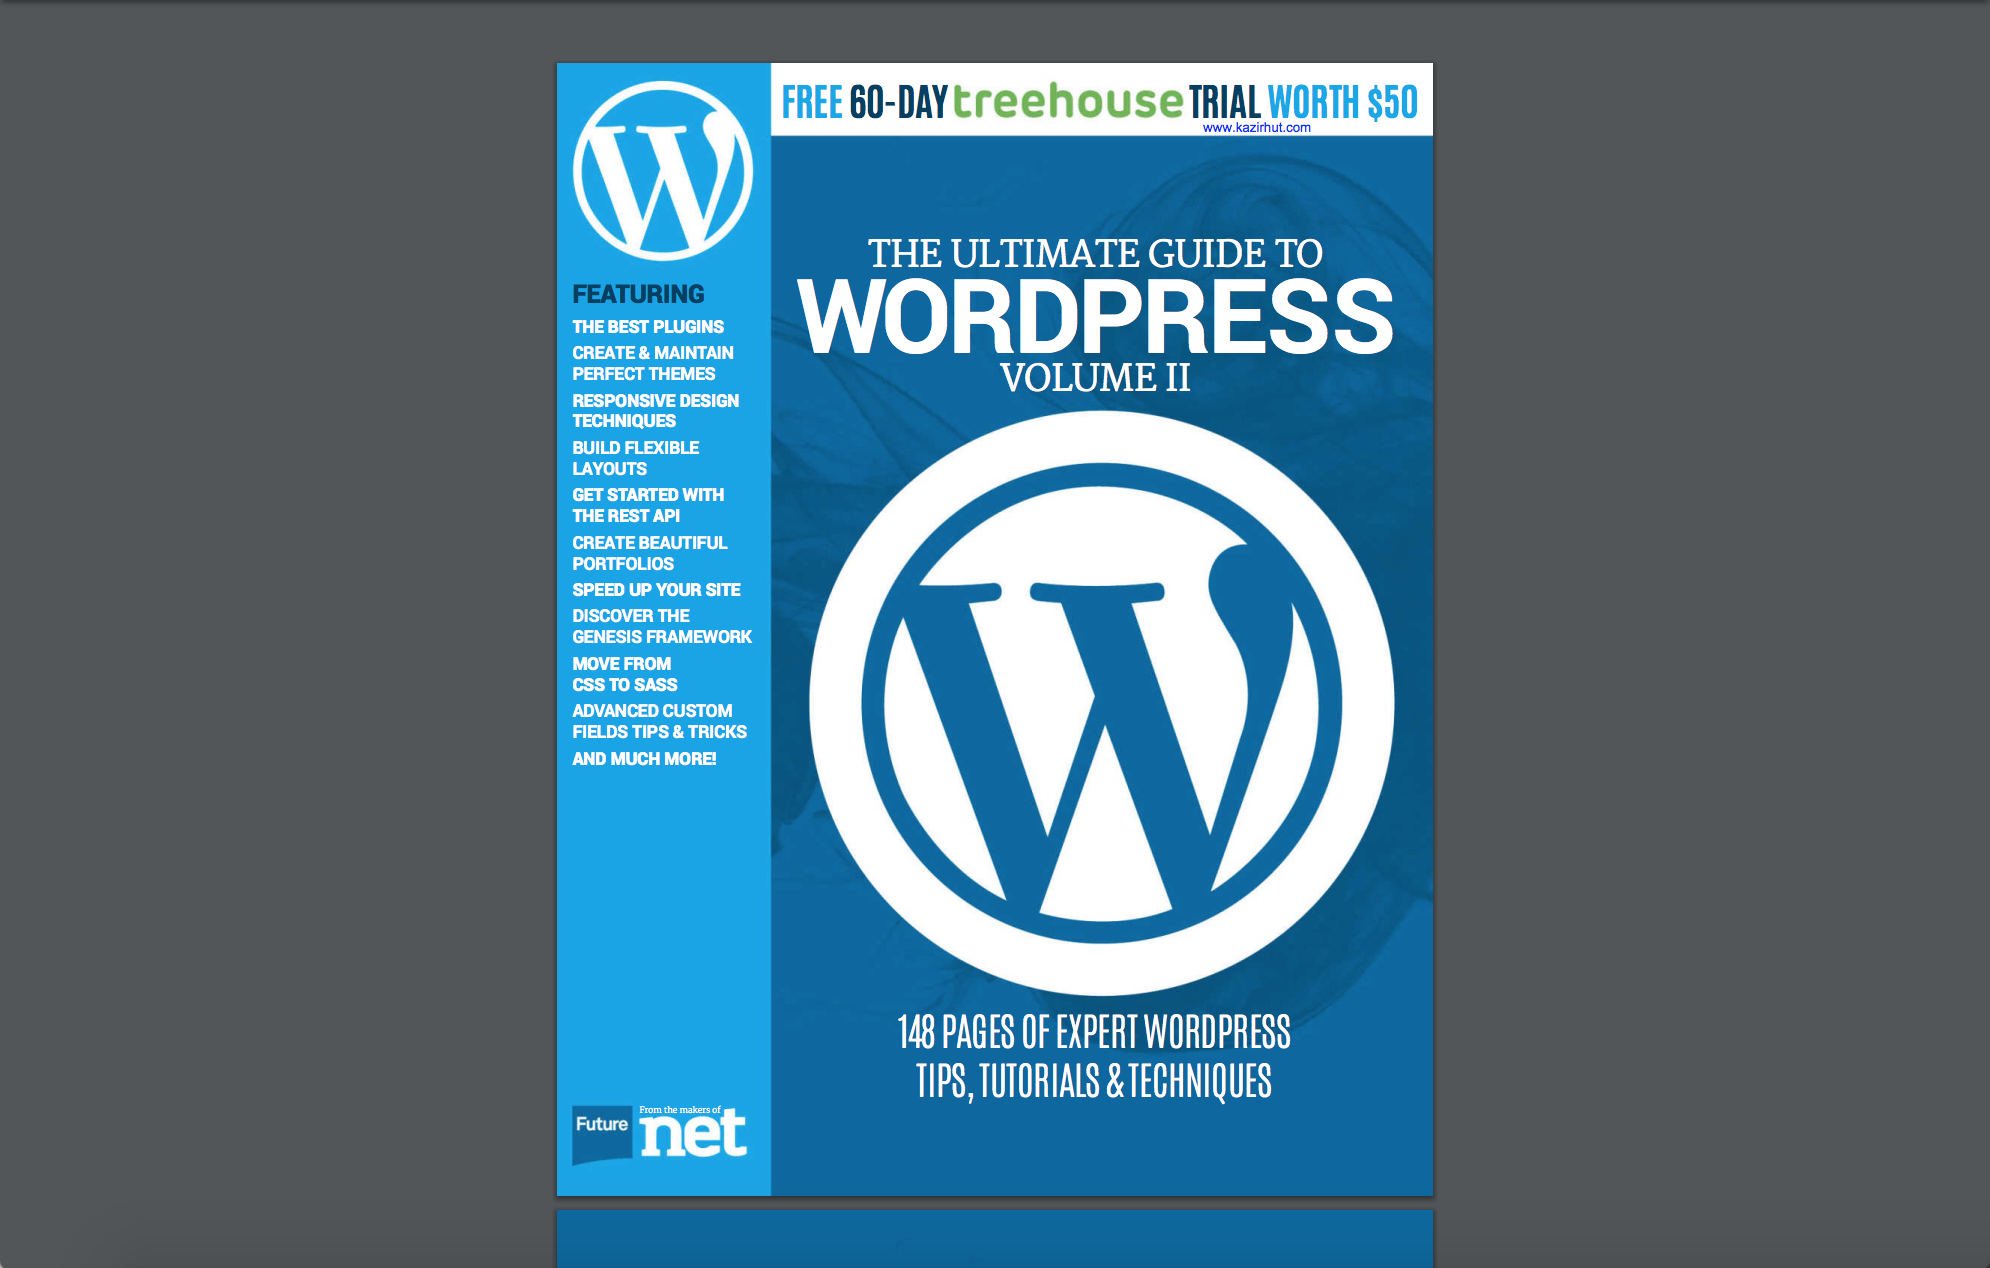 FREE 60-DAY treehouse TRIAL WORTH $50
www.kazirhut.com
W
FEATURING
THE BEST PLUGINS
CREATE & MAINTAIN
PERFECT THEMES
RESPONSIVE DESIGN
TECHNIQUES
BUILD FLEXIBLE
LAYOUTS
GET STARTED WITH
THE REST API
CREATE BEAUTIFUL
PORTFOLIOS
SPEED UP YOUR SITE
DISCOVER THE
GENESIS FRAMEWORK
MOVE FROM
CSS TO SASS
ADVANCED CUSTOM
FIELDS TIPS & TRICKS
AND MUCH MORE!
Future
From the makers of
net
THE ULTIMATE GUIDE TO
WORDPRESS
VOLUME II
W
148 PAGES OF EXPERT WORDPRESS
TIPS, TUTORIALS & TECHNIQUES